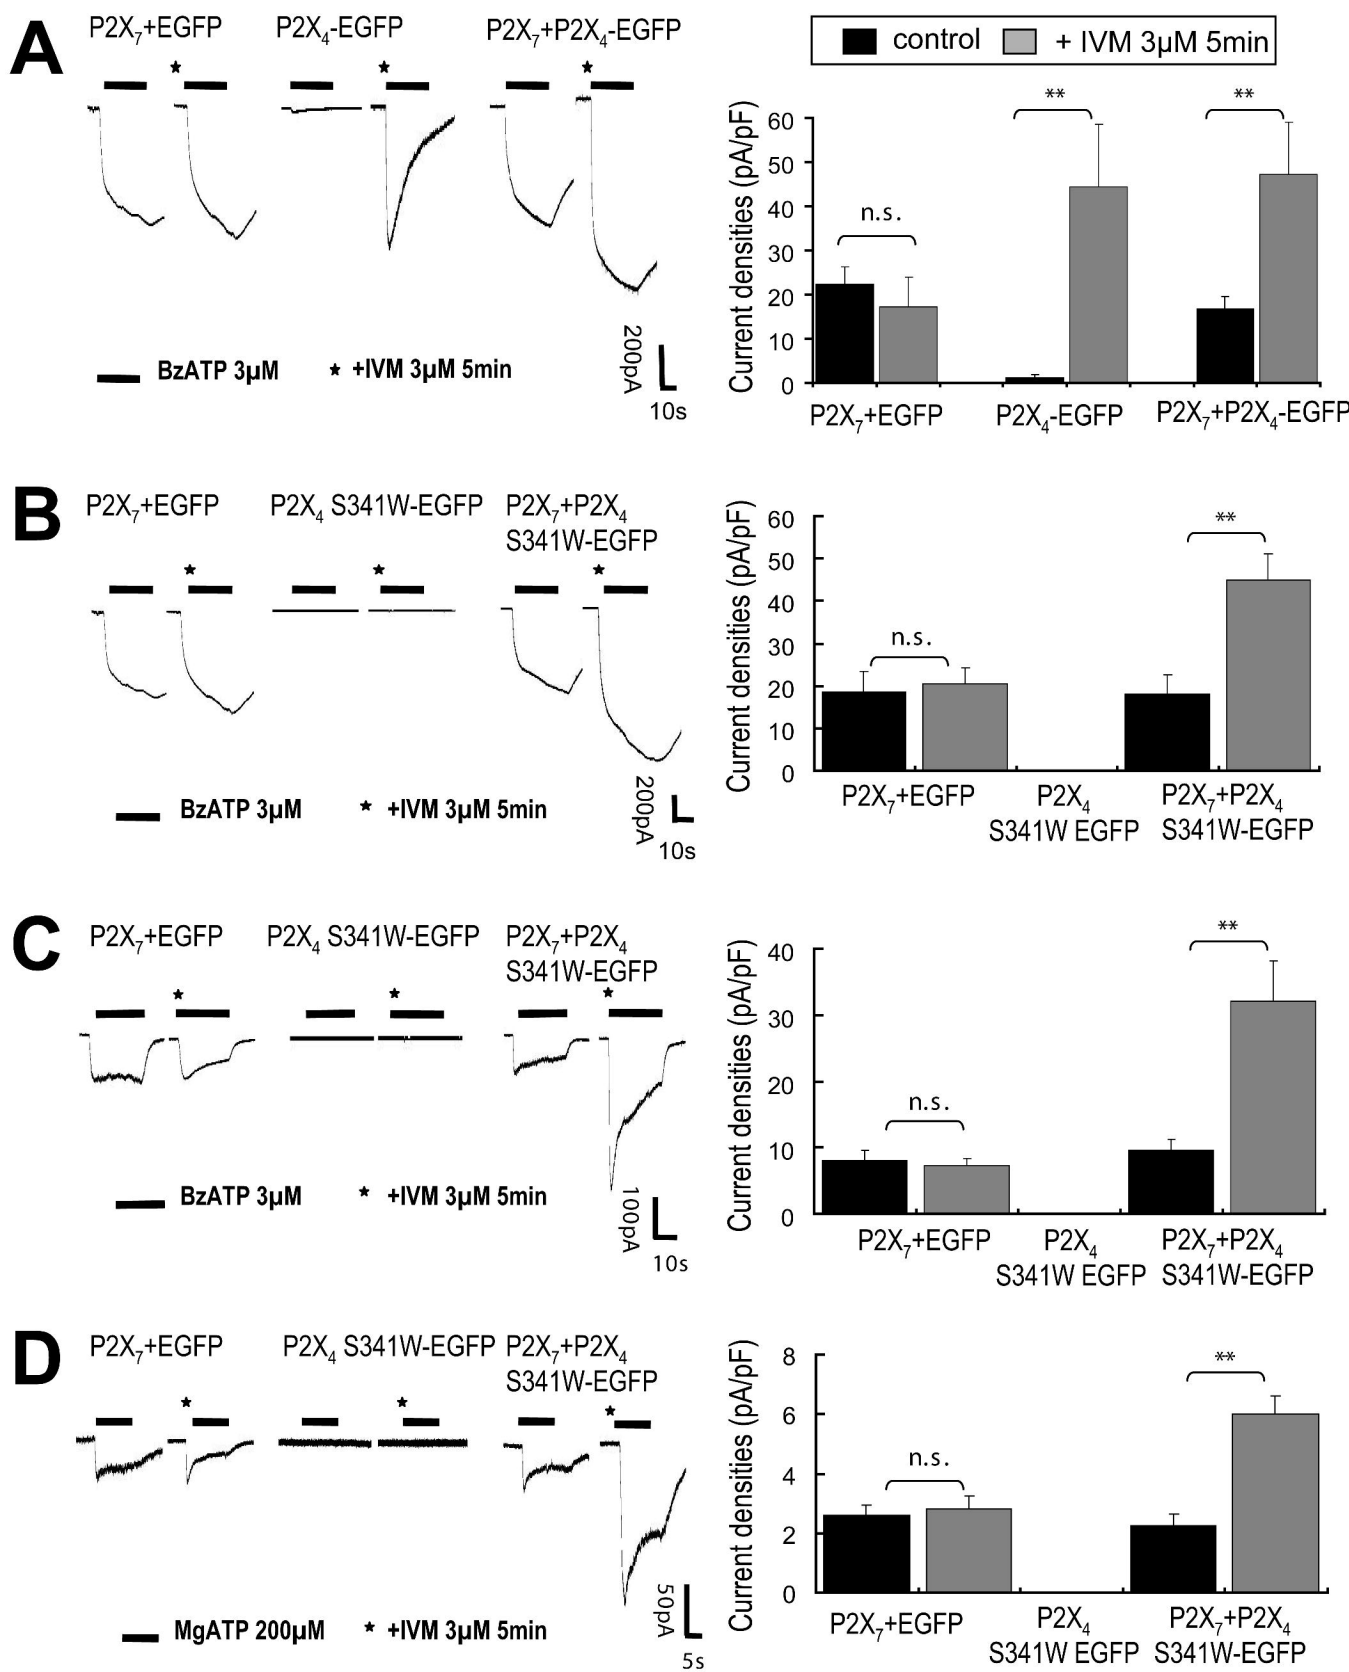 A
P2X7+EGFP P2X4-EGFP P2X7+P2X4-EGFP
★ ★ ★
BzATP 3µM ★ +IVM 3µM 5min
200pA
10s
control + IVM 3µM 5min
Current densities (pA/pF)
60
50
40
30
20
10
0
n.s. ** **
P2X7+EGFP P2X4-EGFP P2X7+P2X4-EGFP
B
P2X7+EGFP P2X4 S341W-EGFP P2X7+P2X4
S341W-EGFP
★ ★ ★
BzATP 3µM ★ +IVM 3µM 5min
200pA
10s
Current densities (pA/pF)
60
50
40
30
20
10
0
n.s. **
P2X7+EGFP P2X4 P2X7+P2X4
S341W EGFP S341W-EGFP
C
P2X7+EGFP P2X4 S341W-EGFP P2X7+P2X4
S341W-EGFP
★ ★ ★
BzATP 3µM ★ +IVM 3µM 5min
100pA
10s
Current densities (pA/pF)
40
30
20
10
0
n.s. **
P2X7+EGFP P2X4 P2X7+P2X4
S341W EGFP S341W-EGFP
D
P2X7+EGFP P2X4 S341W-EGFP P2X7+P2X4
S341W-EGFP
★ ★ ★
MgATP 200µM ★ +IVM 3µM 5min
50pA
5s
Current densities (pA/pF)
8
6
4
2
0
n.s. **
P2X7+EGFP P2X4 P2X7+P2X4
S341W EGFP S341W-EGFP